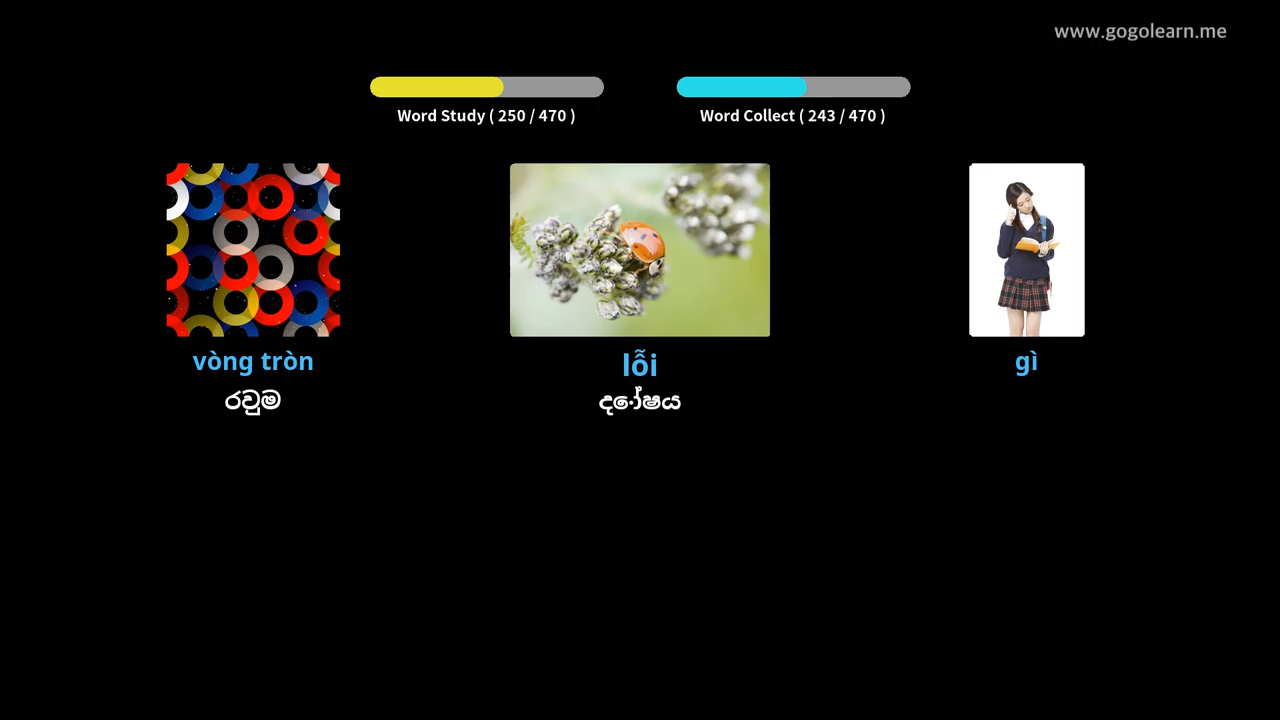 www.gogolearn.me
Word Study ( 250 / 470 )
Word Collect ( 243 / 470 )
vòng tròn
lỗi
gì
රවුම
දෝෂය